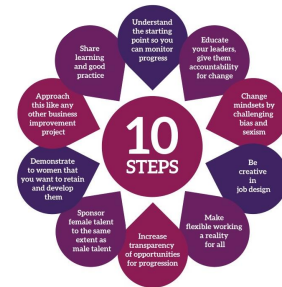 Understand
the starting
point so you
can monitor
progress
Educate
your leaders,
give them
accountability
for change
Change
mindsets by
challenging
bias and
sexism
Be
creative
in
job design
Make
flexible working
a reality
for all
Increase
transparency
of opportunities
for progression
Sponsor
female talent
to the same
extent as
male talent
Demonstrate
to women that
you want to retain
and develop
them
Approach
this like any
other business
improvement
project
Share
learning
and good
practice
10
STEPS